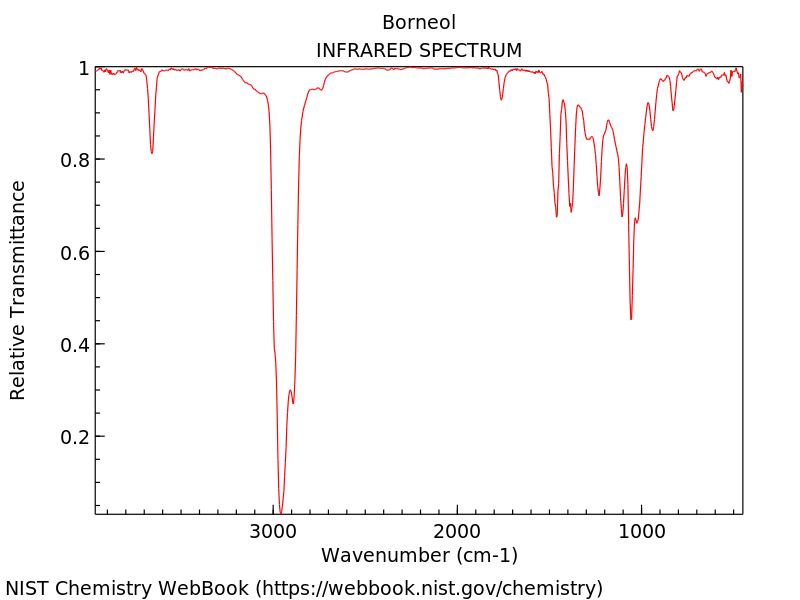 Borneol
INFRARED SPECTRUM
1
0.8
0.6
0.4
0.2
Relative Transmittance
3000 2000 1000
Wavenumber (cm-1)
NIST Chemistry WebBook (https://webbook.nist.gov/chemistry)